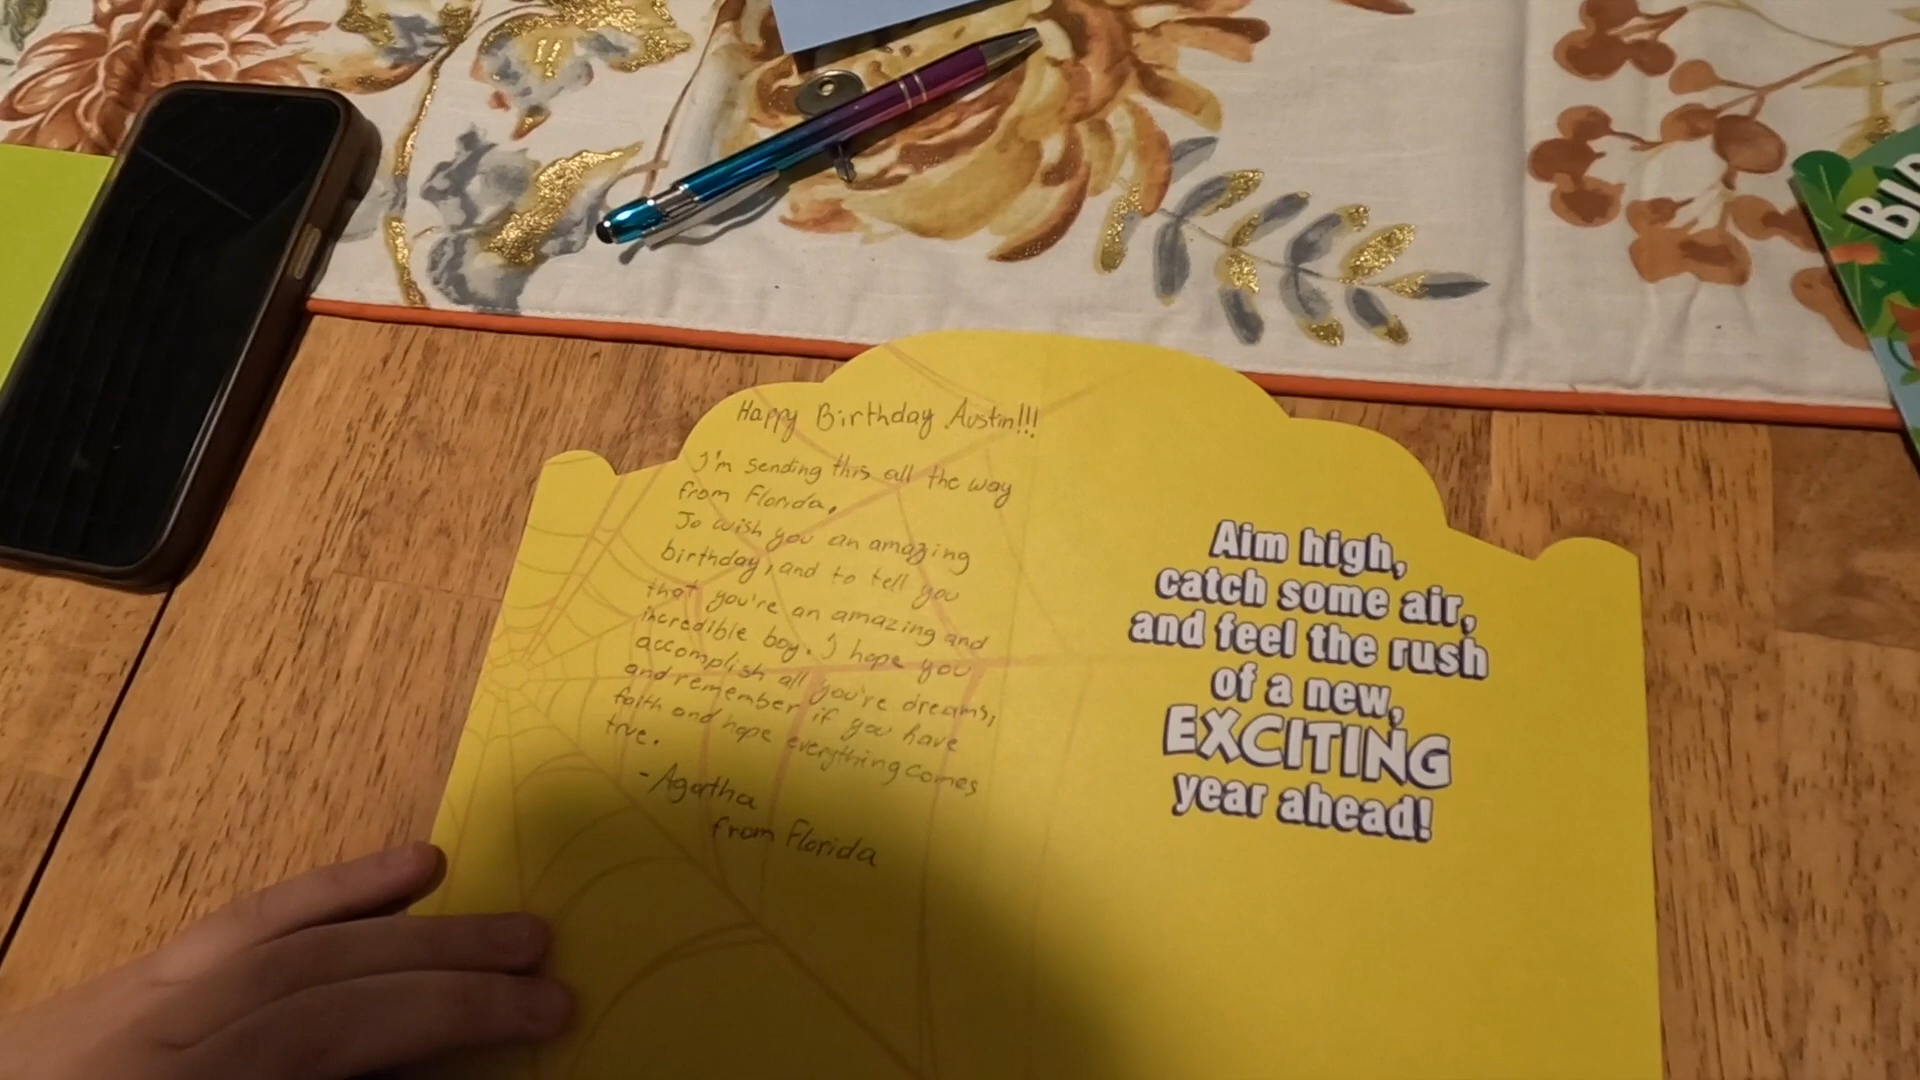 Happy Birthday Austin!!!
I'm sending this all the way
from Florida,
To wish you an amazing
birthday, and to tell you
that you're an amazing and
incredible boy. I hope you
accomplish all you're dreams,
and remember if you have
faith and hope everything comes
true.
-Agatha
from Florida
Aim high,
catch some air,
and feel the rush
of a new,
EXCITING
year ahead!